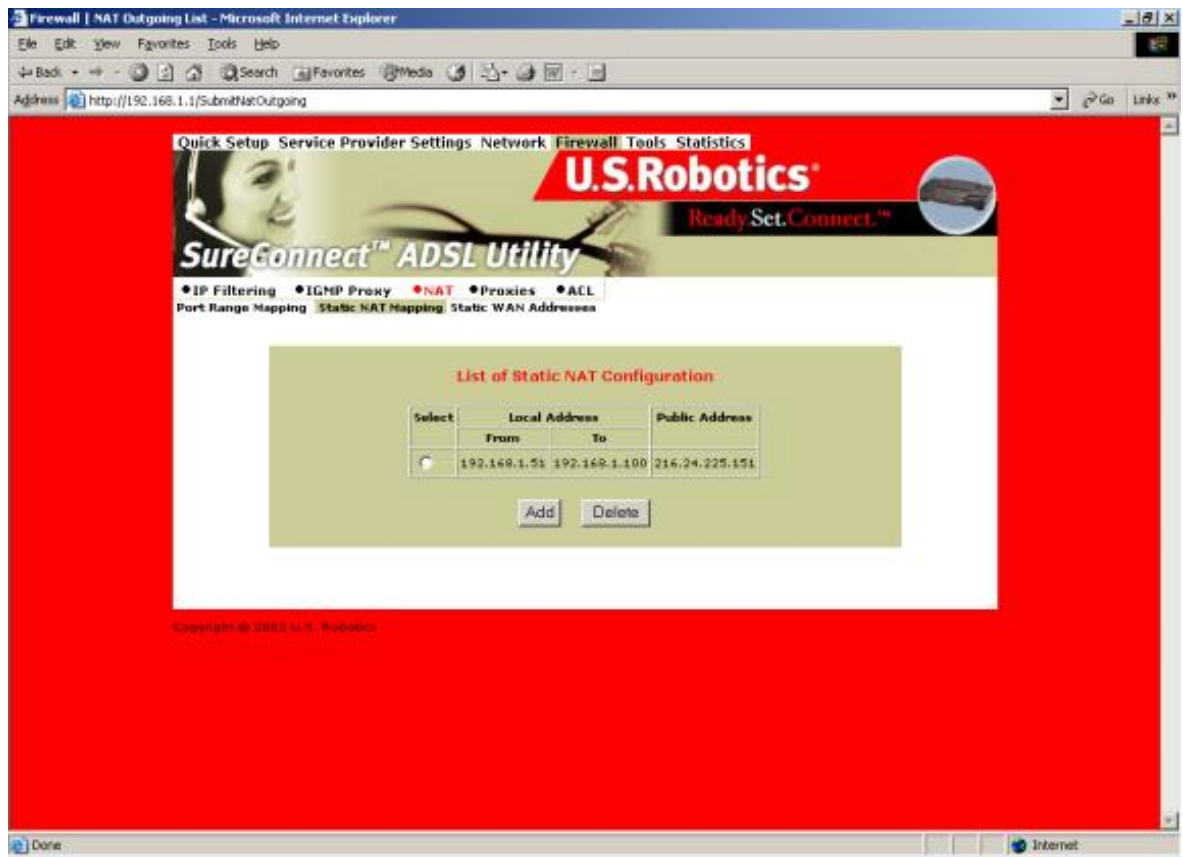 Firewall | NAT Outgoing List - Microsoft Internet Explorer
File Edit View Favorites Tools Help
Back Search Favorites Media
Address http://192.168.1.1/SubmitNatOutgoing Go Links »
Quick Setup Service Provider Settings Network Firewall Tools Statistics
U.S.Robotics
Ready.Set.Connect.™
SureConnect™ ADSL Utility
IP Filtering IGMP Proxy NAT Proxies ACL
Port Range Mapping Static NAT Mapping Static WAN Addresses
List of Static NAT Configuration
Select Local Address Public Address
From To
192.168.1.51 192.168.1.100 216.24.225.151
Add Delete
Copyright © 2002 U.S. Robotics
Done Internet